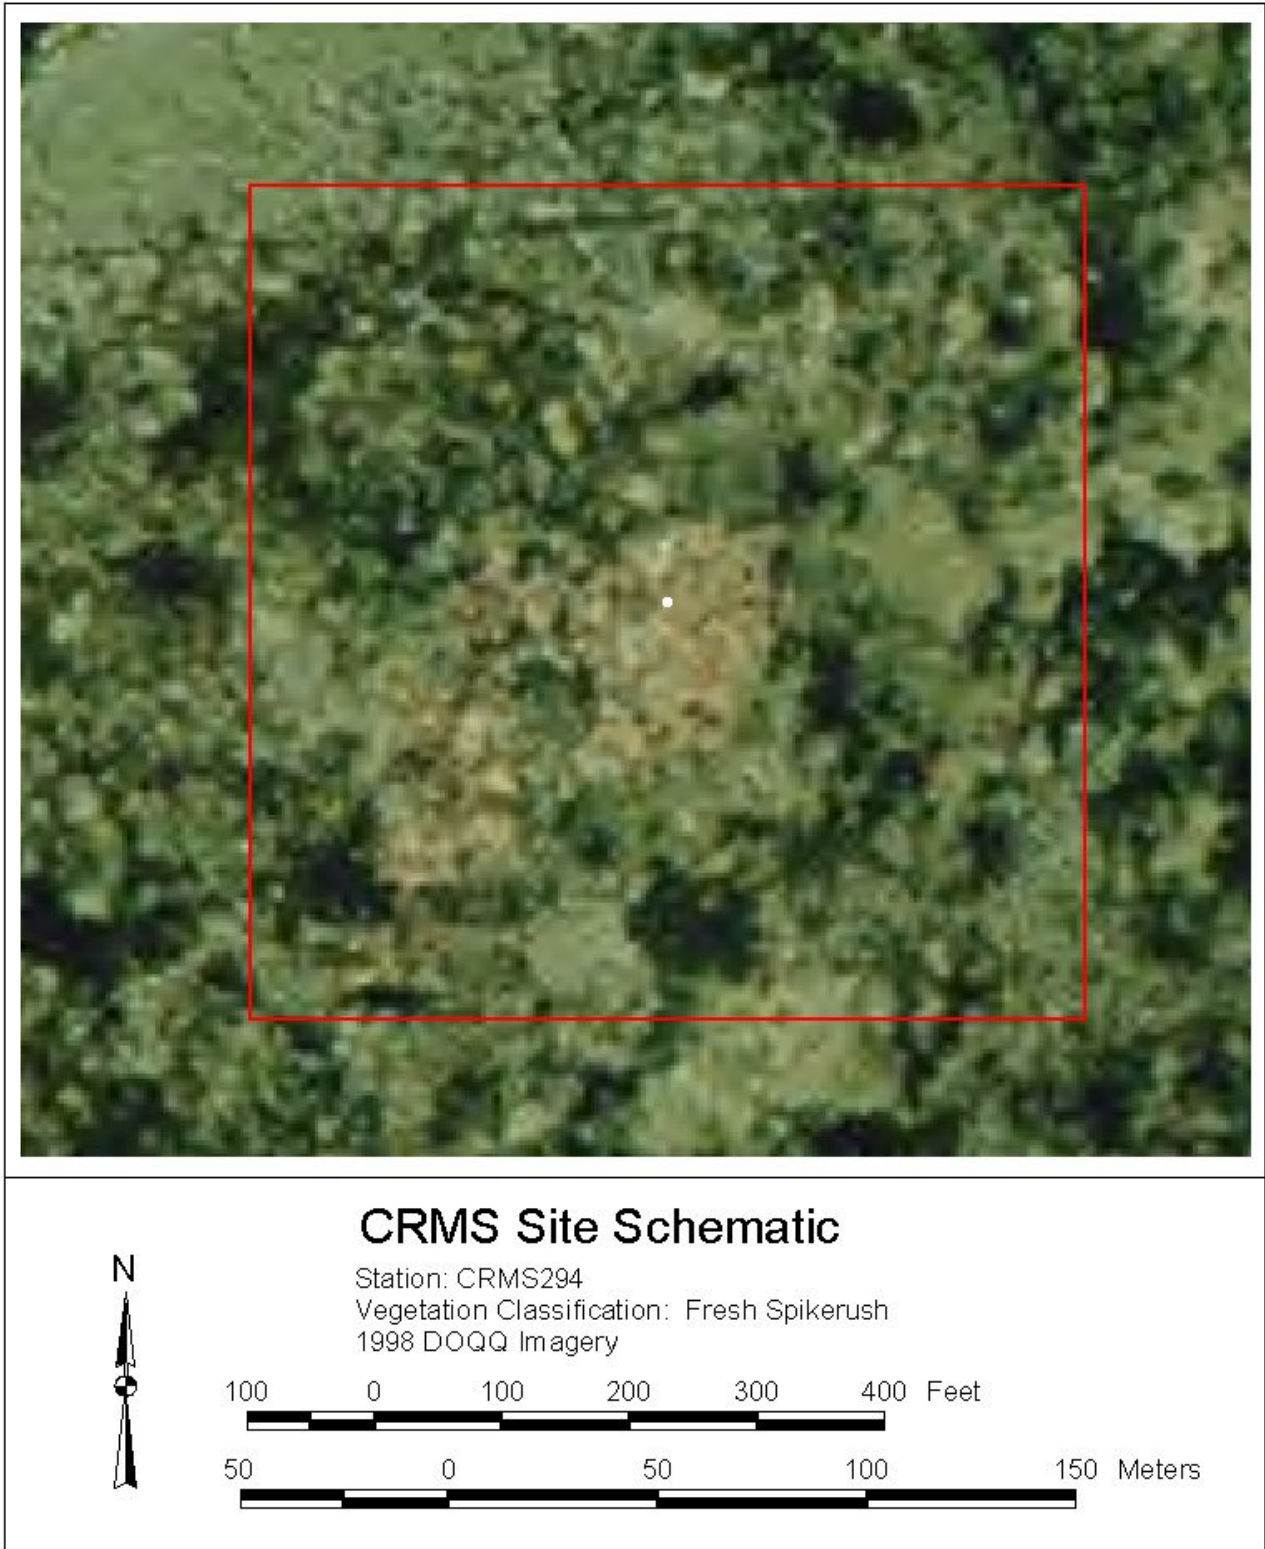 CRMS Site Schematic
N
Station: CRMS294
Vegetation Classification: Fresh Spikerush
1998 DOQQ Imagery
100 0 100 200 300 400 Feet
50 0 50 100 150 Meters